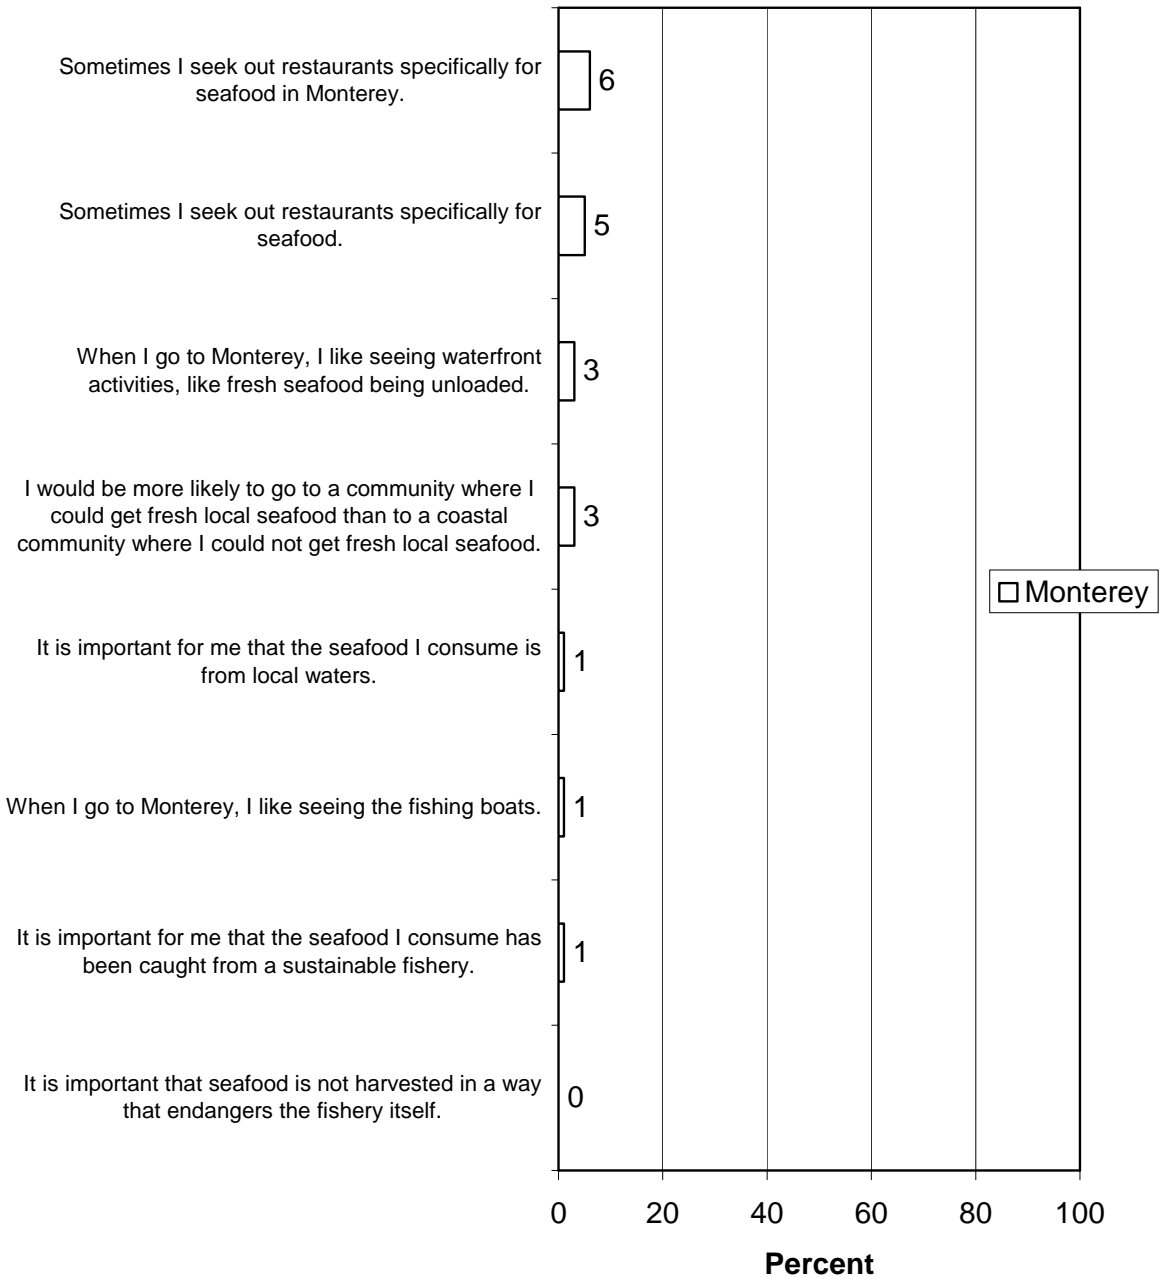 Sometimes I seek out restaurants specifically for
seafood in Monterey.
6
Sometimes I seek out restaurants specifically for
seafood.
5
When I go to Monterey, I like seeing waterfront
activities, like fresh seafood being unloaded.
3
I would be more likely to go to a community where I
could get fresh local seafood than to a coastal
community where I could not get fresh local seafood.
3
Monterey
It is important for me that the seafood I consume is
from local waters.
1
When I go to Monterey, I like seeing the fishing boats.
1
It is important for me that the seafood I consume has
been caught from a sustainable fishery.
1
It is important that seafood is not harvested in a way
that endangers the fishery itself.
0
0 20 40 60 80 100
Percent